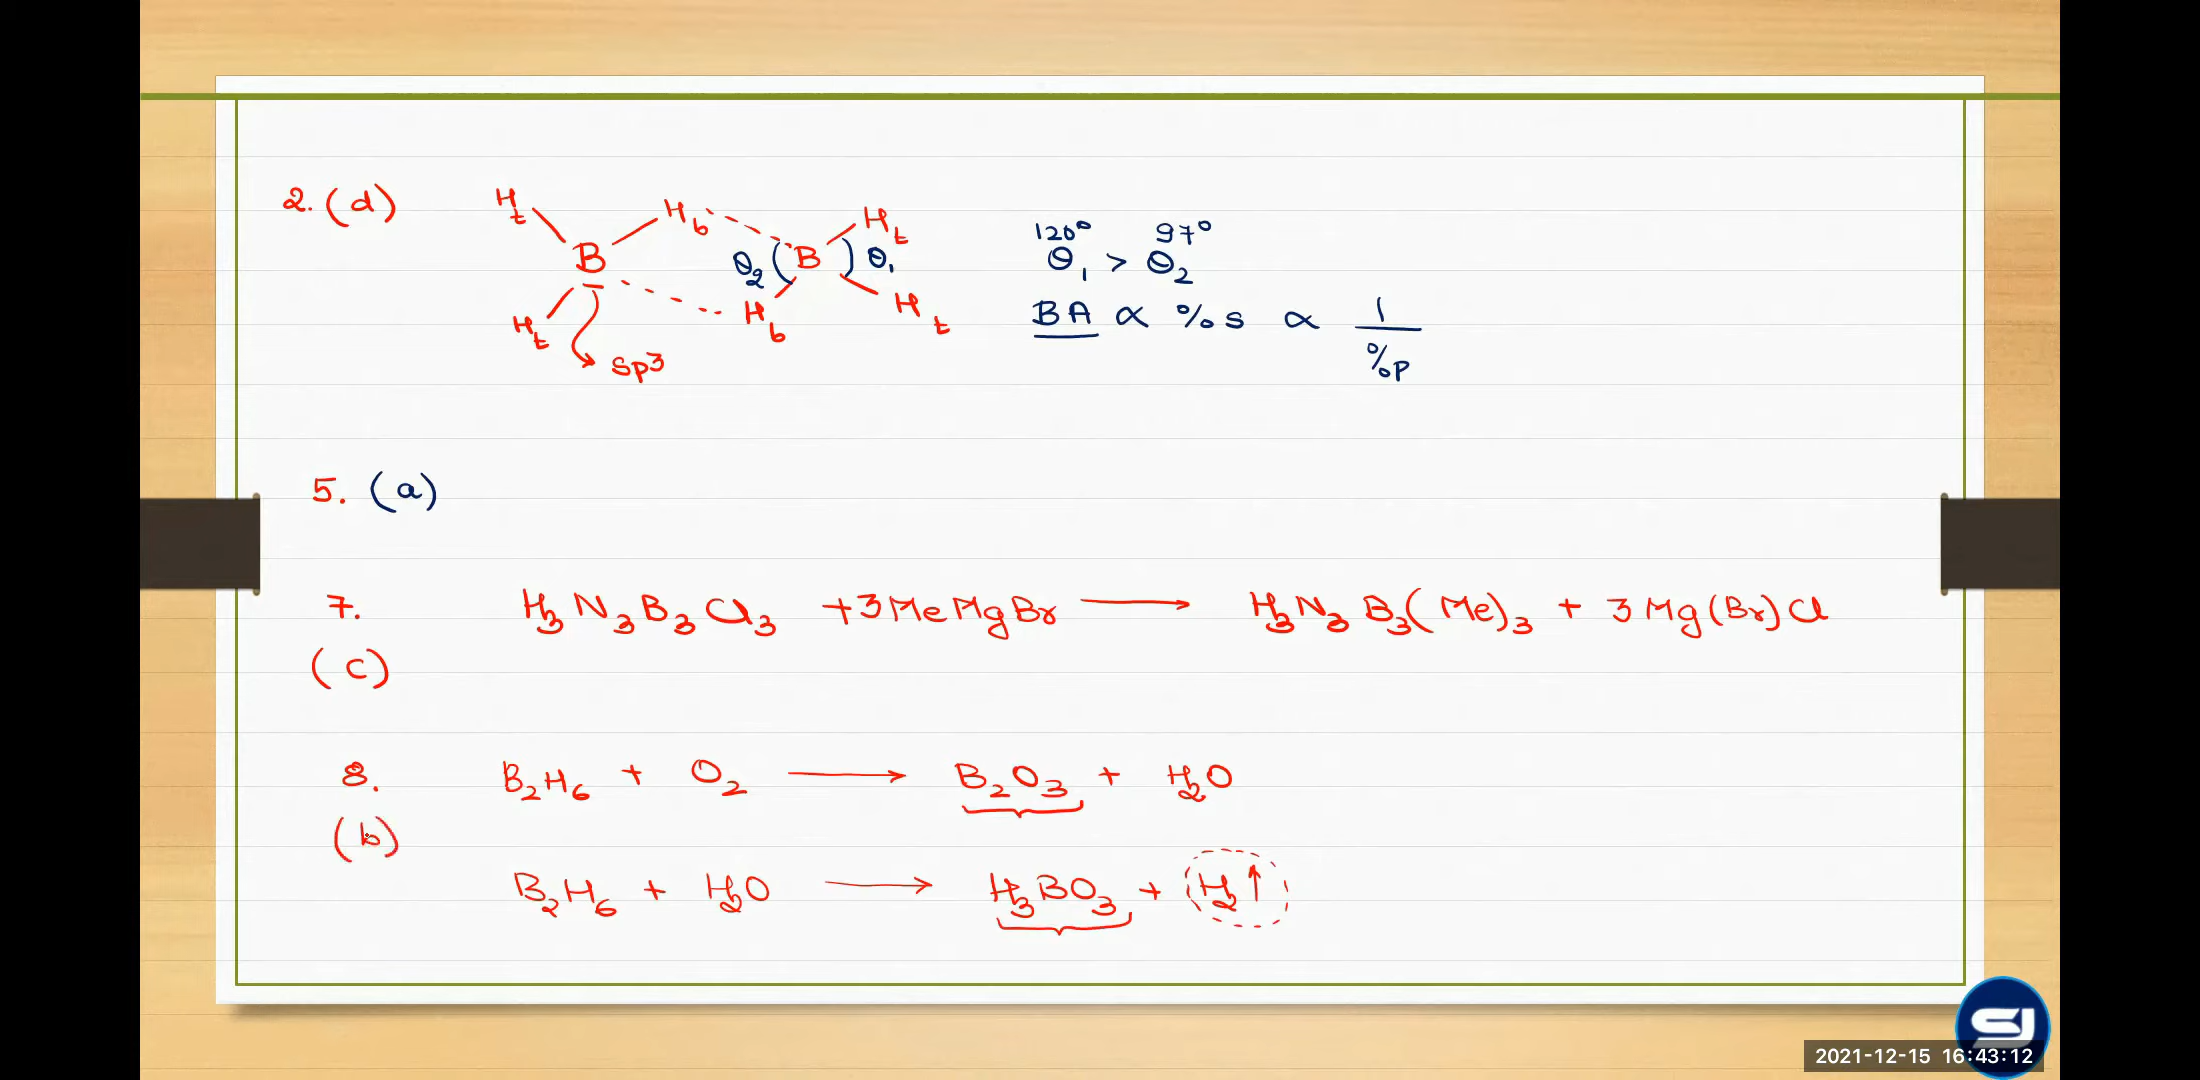 2. (d)
Ht Hb Ht
B θ2 B θ1
Ht Hb Ht
sp³
120° 97°
θ1 > θ2
BA ∝ %s ∝ 1/%p
5. (a)
7. H3N3B3Cl3 + 3MeMgBr ⟶ H3N3B3(Me)3 + 3Mg(Br)Cl
(c)
8. B2H6 + O2 ⟶ B2O3 + H2O
(b)
B2H6 + H2O ⟶ H3BO3 + H2↑
SJ
2021-12-15 16:43:12